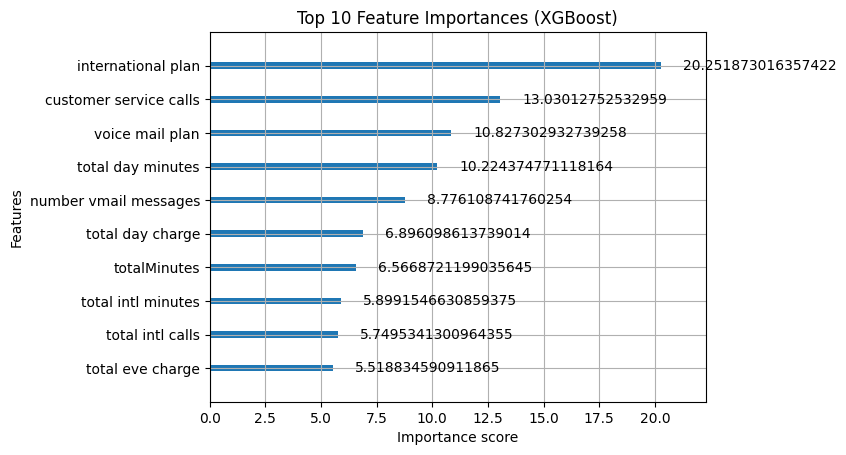 Top 10 Feature Importances (XGBoost)
international plan 20.251873016357422
customer service calls 13.03012752532959
voice mail plan 10.827302932739258
total day minutes 10.224374771118164
number vmail messages 8.776108741760254
total day charge 6.896098613739014
totalMinutes 6.5668721199035645
total intl minutes 5.8991546630859375
total intl calls 5.7495341300964355
total eve charge 5.518834590911865
Features
0.0 2.5 5.0 7.5 10.0 12.5 15.0 17.5 20.0
Importance score